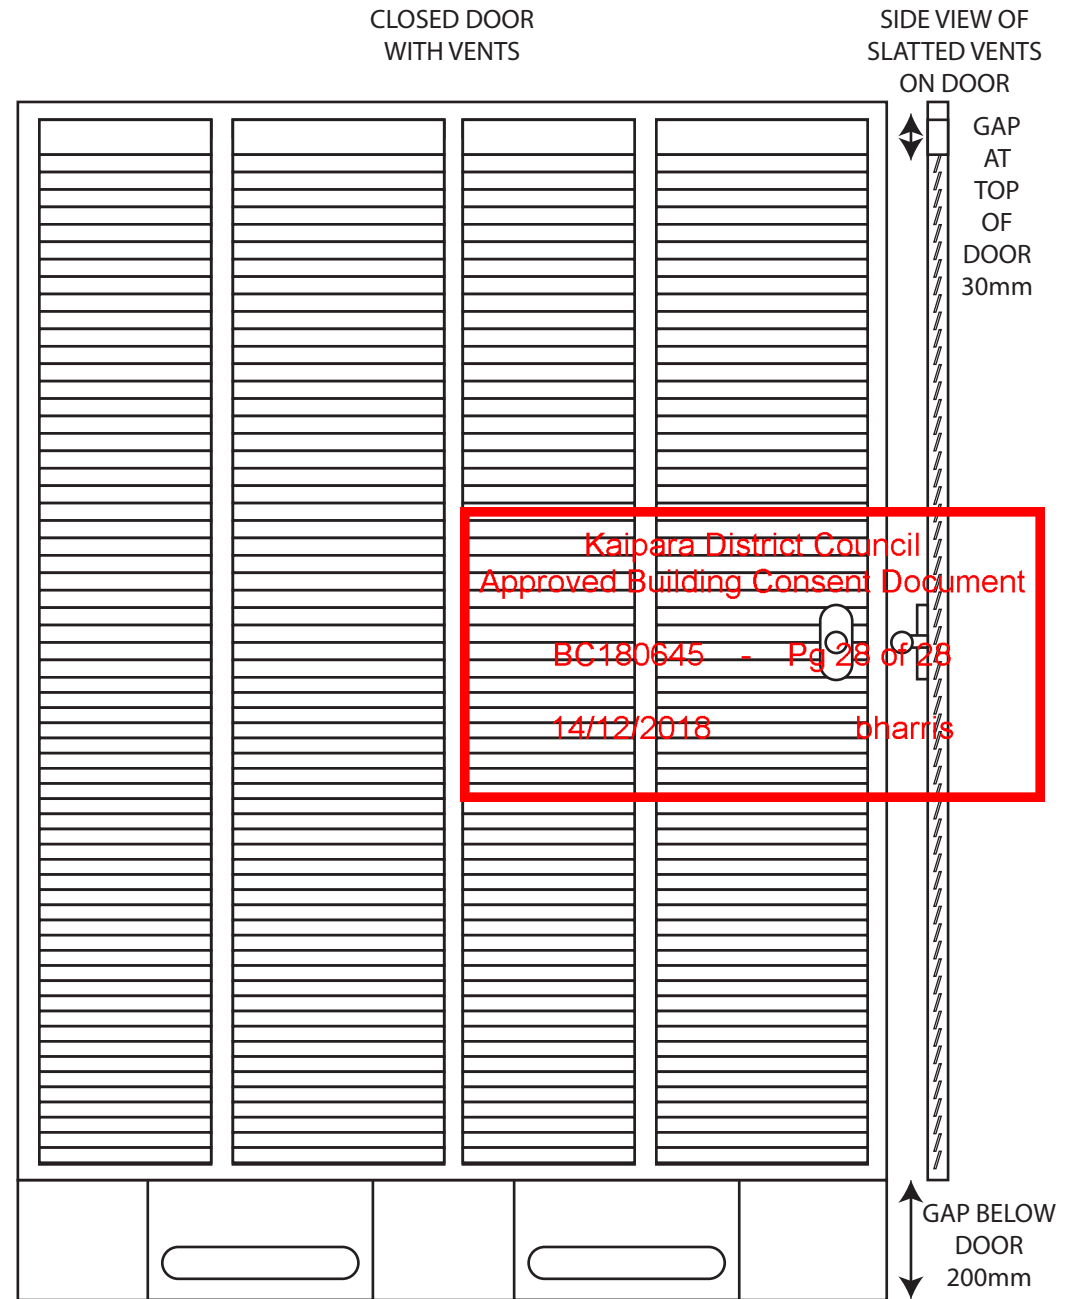 CLOSED DOOR
WITH VENTS
SIDE VIEW OF
SLATTED VENTS
ON DOOR
GAP
AT
TOP
OF
DOOR
30mm
Kaipara District Council
Approved Building Consent Document
BC180645 - Pg 28 of 28
14/12/2018 bharris
GAP BELOW
DOOR
200mm